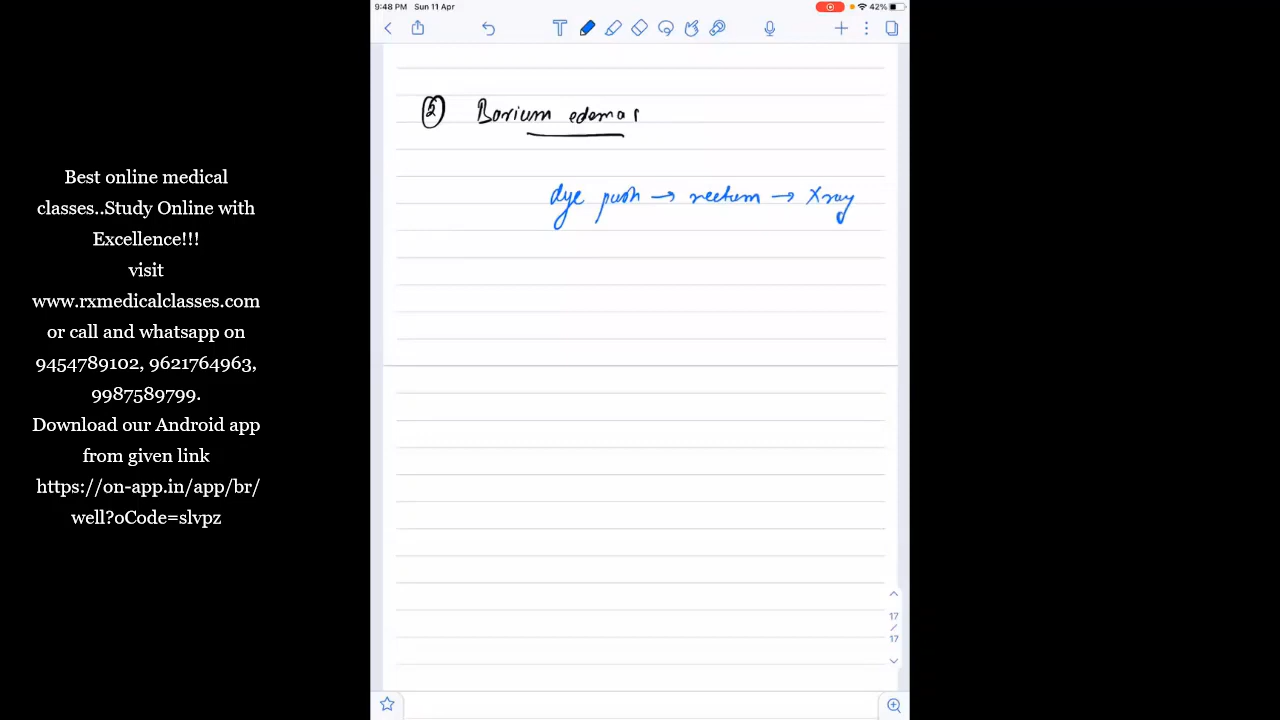 9:48 PM Sun 11 Apr
42%
② Barium edema
dye push → rectum → Xray
Best online medical
classes..Study Online with
Excellence!!!
visit
www.rxmedicalclasses.com
or call and whatsapp on
9454789102, 9621764963,
9987589799.
Download our Android app
from given link
https://on-app.in/app/br/
well?oCode=slvpz
17
/
17